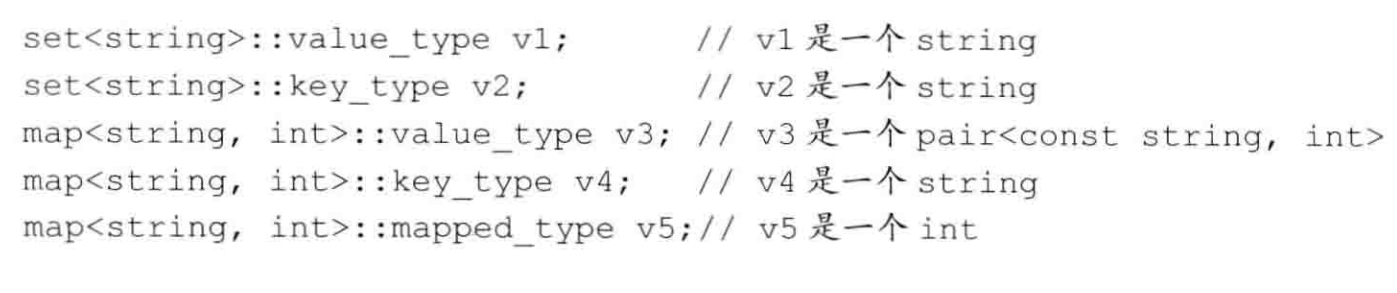 set<string>::value_type v1;        // v1 是一个 string
set<string>::key_type v2;          // v2 是一个 string
map<string, int>::value_type v3; // v3 是一个 pair<const string, int>
map<string, int>::key_type v4;   // v4 是一个 string
map<string, int>::mapped_type v5;// v5 是一个 int